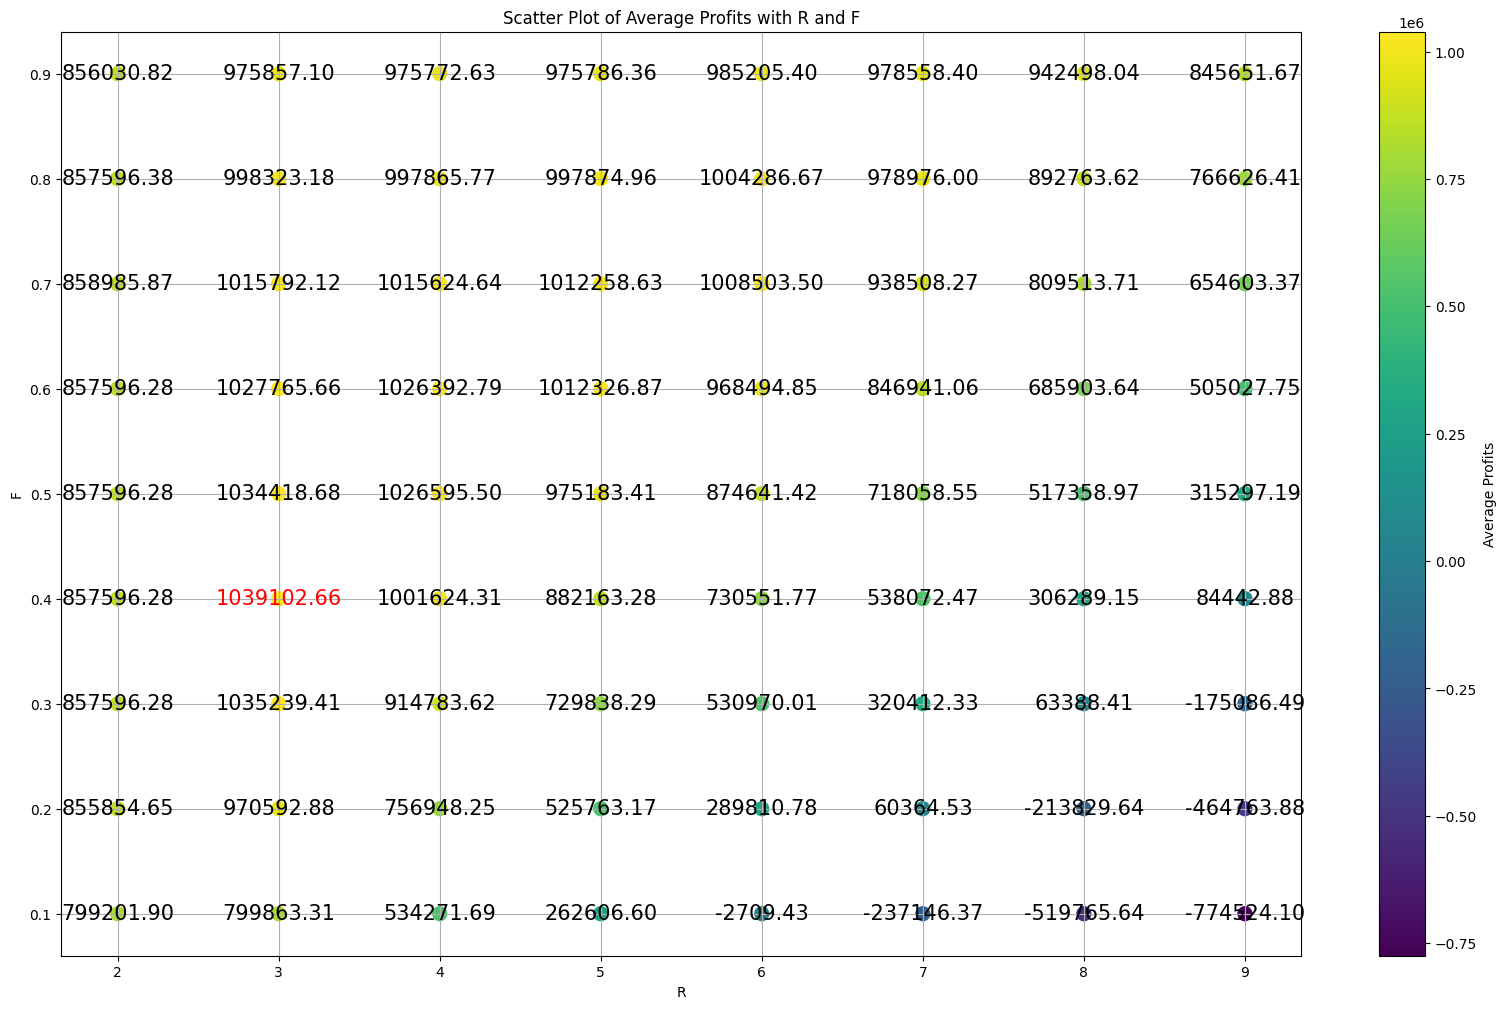 Scatter Plot of Average Profits with R and F
1e6
0.9 856030.82 975857.10 975772.63 975786.36 985205.40 978558.40 942498.04 845651.67
0.8 857596.38 998323.18 997865.77 997874.96 1004286.67 978976.00 892763.62 766626.41
0.7 858985.87 1015792.12 1015624.64 1012258.63 1008503.50 938508.27 809513.71 654603.37
0.6 857596.28 1027765.66 1026392.79 1012326.87 968494.85 846941.06 685903.64 505027.75
0.5 857596.28 1034418.68 1026595.50 975183.41 874641.42 718058.55 517358.97 315297.19
0.4 857596.28 1039102.66 1001624.31 882163.28 730551.77 538072.47 306289.15 84442.88
0.3 857596.28 1035239.41 914783.62 729838.29 530970.01 320412.33 63388.41 -175086.49
0.2 855854.65 970592.88 756948.25 525763.17 289810.78 60364.53 -213829.64 -464763.88
0.1 799201.90 799863.31 534271.69 262606.60 -2709.43 -237146.37 -519765.64 -774524.10
2 3 4 5 6 7 8 9
R
F
1.00
0.75
0.50
0.25
0.00
−0.25
−0.50
−0.75
Average Profits